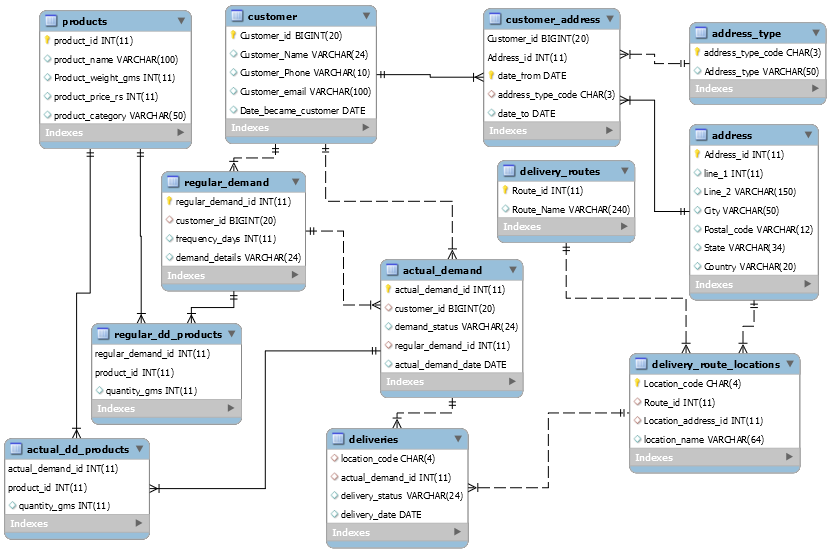 products
product_id INT(11)
product_name VARCHAR(100)
Product_weight_gms INT(11)
product_price_rs INT(11)
product_category VARCHAR(50)
Indexes
customer
Customer_id BIGINT(20)
Customer_Name VARCHAR(24)
Customer_Phone VARCHAR(10)
Customer_email VARCHAR(100)
Date_became_customer DATE
Indexes
customer_address
Customer_id BIGINT(20)
Address_id INT(11)
date_from DATE
address_type_code CHAR(3)
date_to DATE
Indexes
address_type
address_type_code CHAR(3)
Address_type VARCHAR(50)
Indexes
address
Address_id INT(11)
line_1 INT(11)
Line_2 VARCHAR(150)
City VARCHAR(50)
Postal_code VARCHAR(12)
State VARCHAR(34)
Country VARCHAR(20)
Indexes
regular_demand
regular_demand_id INT(11)
customer_id BIGINT(20)
frequency_days INT(11)
demand_details VARCHAR(24)
Indexes
delivery_routes
Route_id INT(11)
Route_Name VARCHAR(240)
Indexes
actual_demand
actual_demand_id INT(11)
customer_id BIGINT(20)
demand_status VARCHAR(24)
regular_demand_id INT(11)
actual_demand_date DATE
Indexes
regular_dd_products
regular_demand_id INT(11)
product_id INT(11)
quantity_gms INT(11)
Indexes
delivery_route_locations
Location_code CHAR(4)
Route_id INT(11)
Location_address_id INT(11)
location_name VARCHAR(64)
Indexes
actual_dd_products
actual_demand_id INT(11)
product_id INT(11)
quantity_gms INT(11)
Indexes
deliveries
location_code CHAR(4)
actual_demand_id INT(11)
delivery_status VARCHAR(24)
delivery_date DATE
Indexes